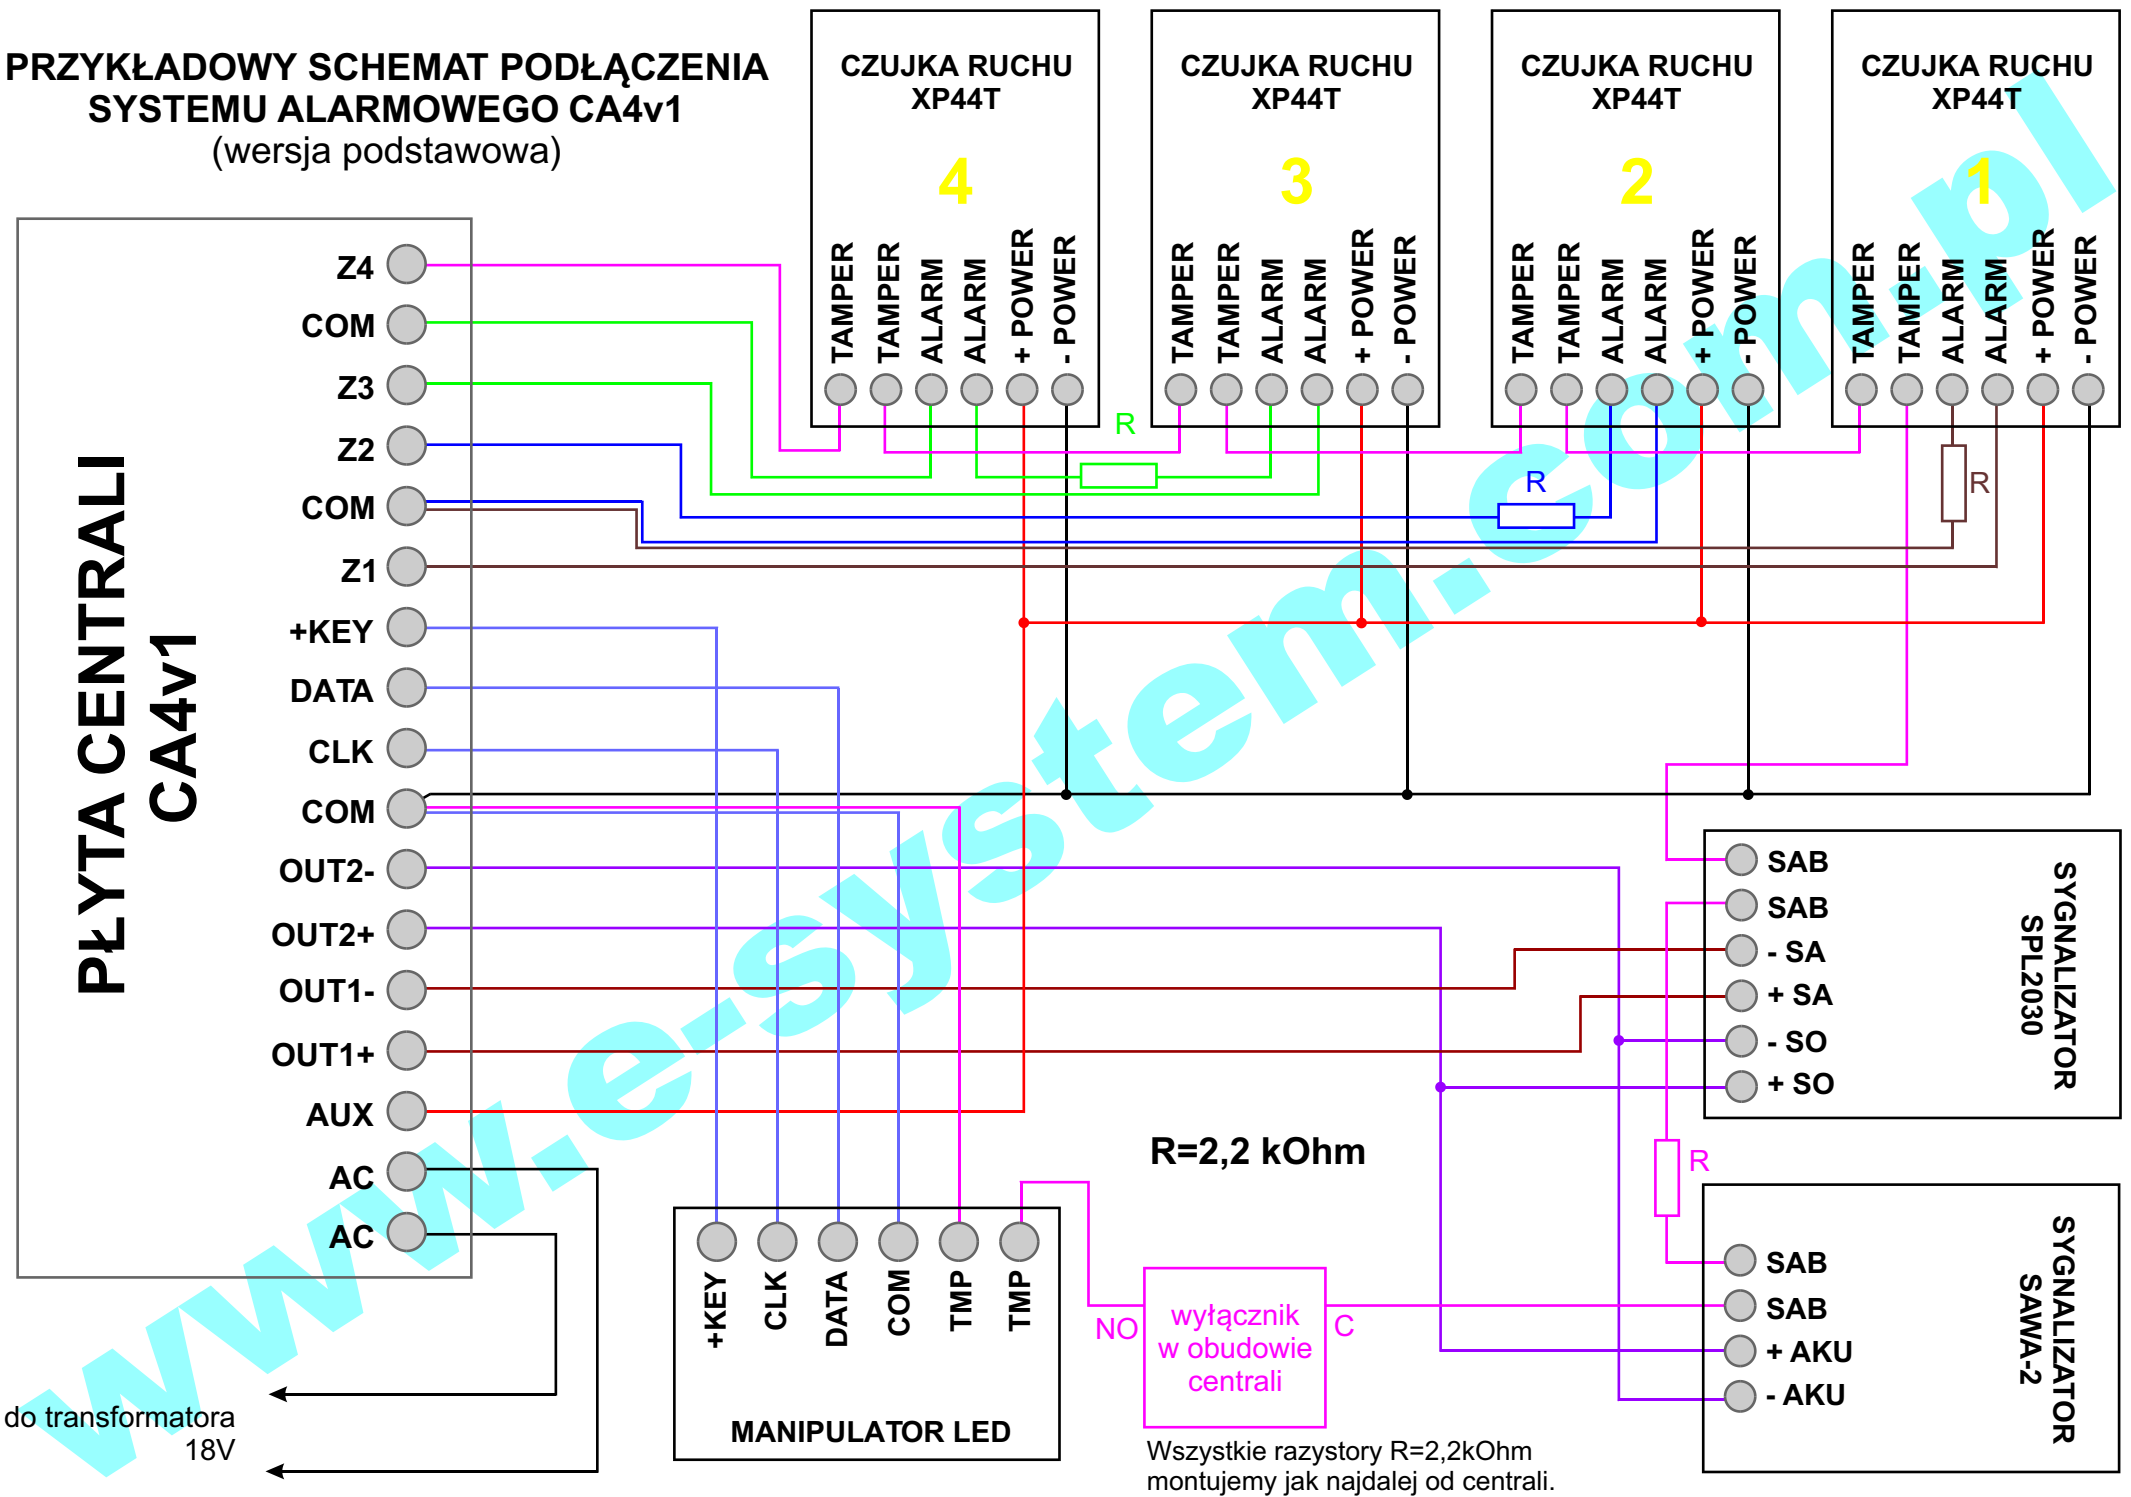 PRZYKŁADOWY SCHEMAT PODŁĄCZENIA
SYSTEMU ALARMOWEGO CA4v1
(wersja podstawowa)
CZUJKA RUCHU
XP44T
4
TAMPER
TAMPER
ALARM
ALARM
+ POWER
- POWER
CZUJKA RUCHU
XP44T
3
TAMPER
TAMPER
ALARM
ALARM
+ POWER
- POWER
CZUJKA RUCHU
XP44T
2
TAMPER
TAMPER
ALARM
ALARM
+ POWER
- POWER
CZUJKA RUCHU
XP44T
1
TAMPER
TAMPER
ALARM
ALARM
+ POWER
- POWER
R
R
R
PŁYTA CENTRALI
CA4v1
Z4
COM
Z3
Z2
COM
Z1
+KEY
DATA
CLK
COM
OUT2-
OUT2+
OUT1-
OUT1+
AUX
AC
AC
do transformatora
18V
SAB
SAB
- SA
+ SA
- SO
+ SO
SYGNALIZATOR
SPL2030
R=2,2 kOhm
R
+KEY
CLK
DATA
COM
TMP
TMP
MANIPULATOR LED
NO
wyłącznik
w obudowie
centrali
C
SAB
SAB
+ AKU
- AKU
SYGNALIZATOR
SAWA-2
Wszystkie razystory R=2,2kOhm
montujemy jak najdalej od centrali.
www.e-system.com.pl